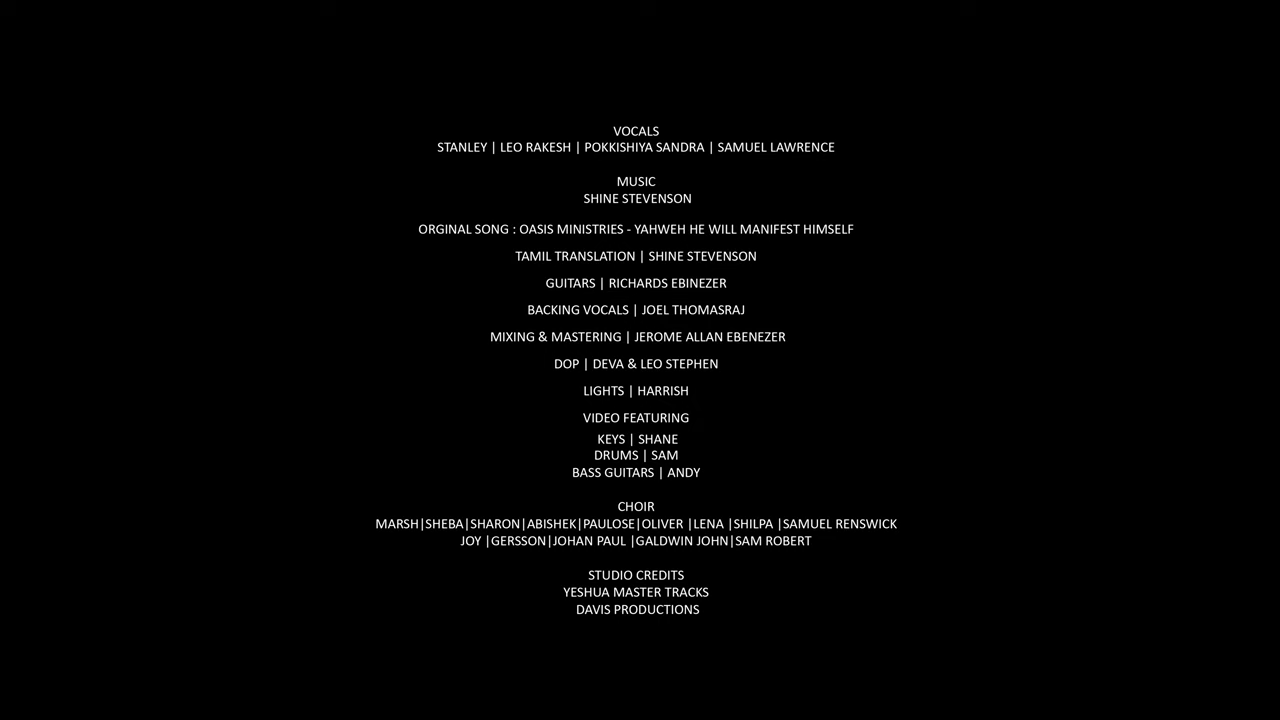 VOCALS
STANLEY | LEO RAKESH | POKKISHIYA SANDRA | SAMUEL LAWRENCE
MUSIC
SHINE STEVENSON
ORGINAL SONG : OASIS MINISTRIES - YAHWEH HE WILL MANIFEST HIMSELF
TAMIL TRANSLATION | SHINE STEVENSON
GUITARS | RICHARDS EBINEZER
BACKING VOCALS | JOEL THOMASRAJ
MIXING & MASTERING | JEROME ALLAN EBENEZER
DOP | DEVA & LEO STEPHEN
LIGHTS | HARRISH
VIDEO FEATURING
KEYS | SHANE
DRUMS | SAM
BASS GUITARS | ANDY
CHOIR
MARSH|SHEBA|SHARON|ABISHEK|PAULOSE|OLIVER |LENA |SHILPA |SAMUEL RENSWICK
JOY |GERSSON|JOHAN PAUL |GALDWIN JOHN|SAM ROBERT
STUDIO CREDITS
YESHUA MASTER TRACKS
DAVIS PRODUCTIONS